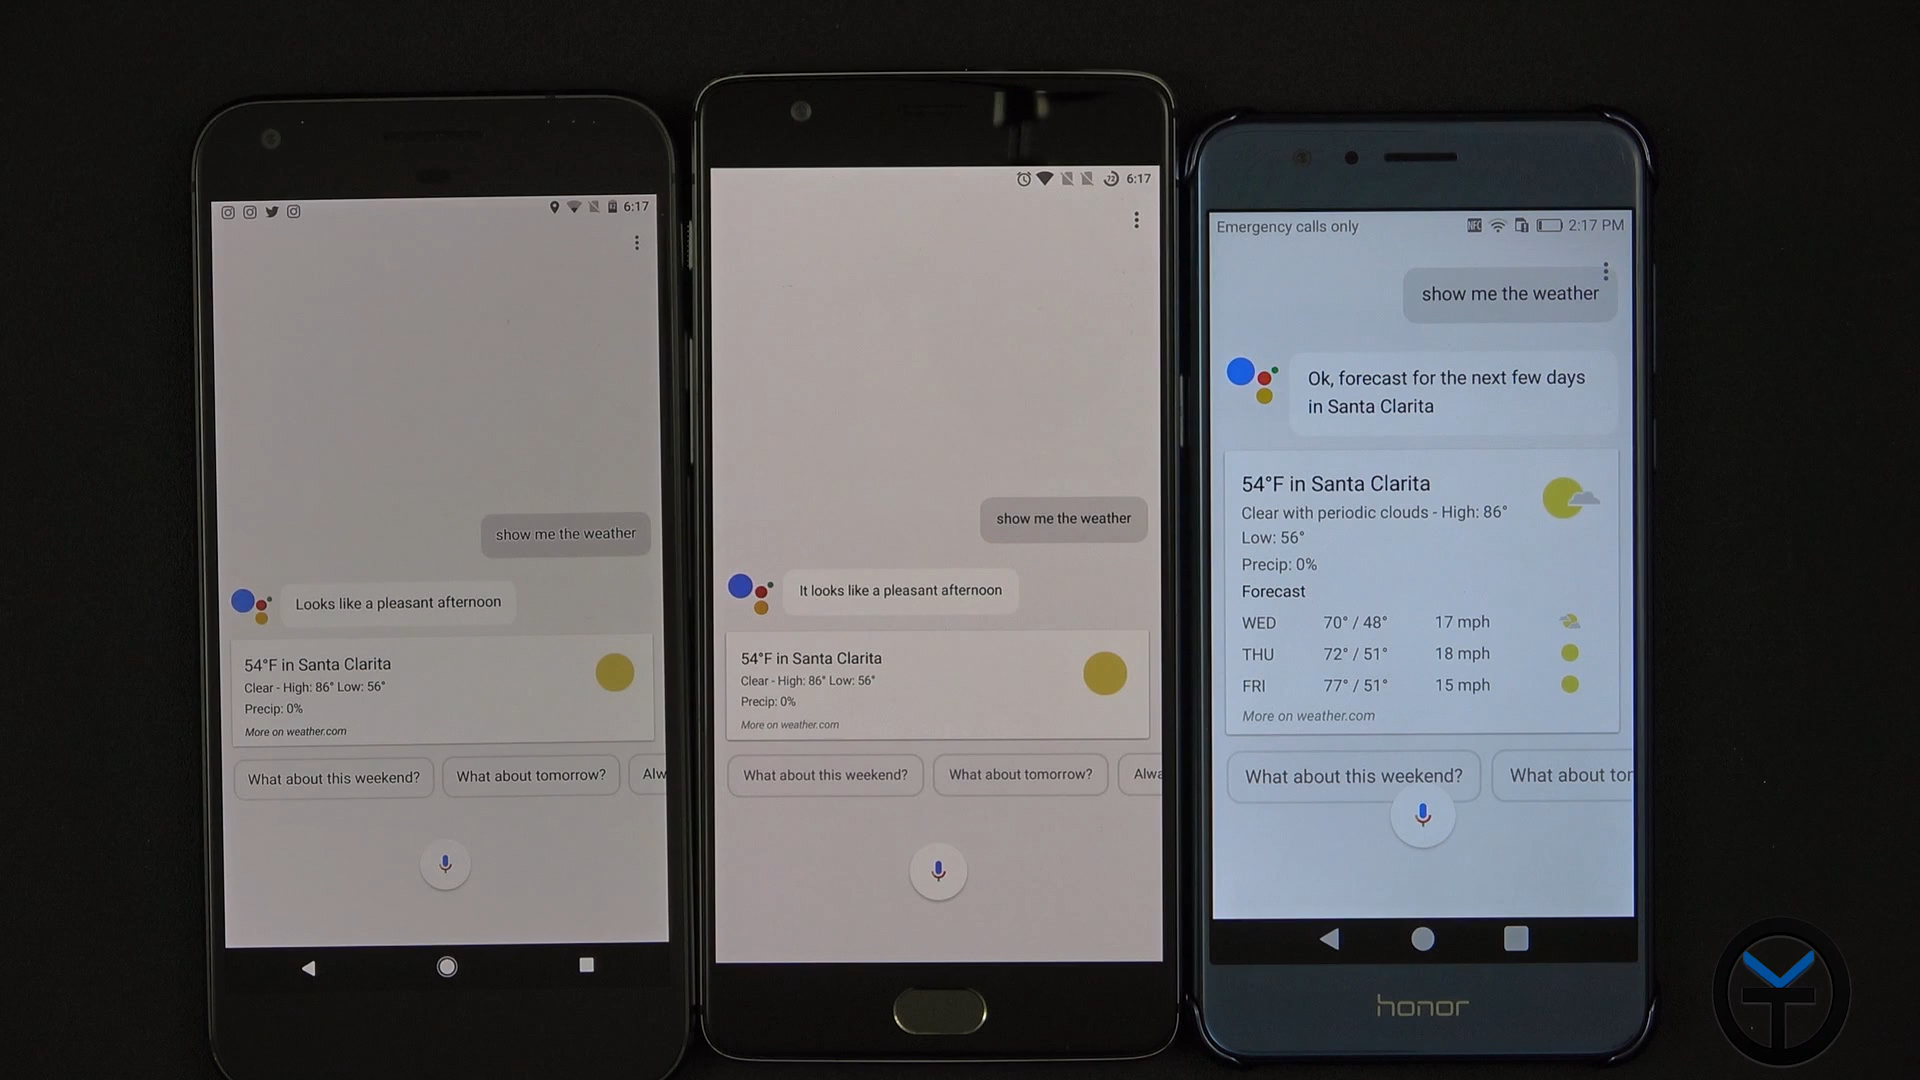 6:17
show me the weather
Looks like a pleasant afternoon
54°F in Santa Clarita
Clear - High: 86° Low: 56°
Precip: 0%
More on weather.com
What about this weekend?
What about tomorrow?
Alw
72
6:17
show me the weather
It looks like a pleasant afternoon
54°F in Santa Clarita
Clear - High: 86° Low: 56°
Precip: 0%
More on weather.com
What about this weekend?
What about tomorrow?
Alwa
Emergency calls only
NFC
2:17 PM
show me the weather
Ok, forecast for the next few days
in Santa Clarita
54°F in Santa Clarita
Clear with periodic clouds - High: 86°
Low: 56°
Precip: 0%
Forecast
WED 70° / 48° 17 mph
THU 72° / 51° 18 mph
FRI 77° / 51° 15 mph
More on weather.com
What about this weekend?
What about tor
honor